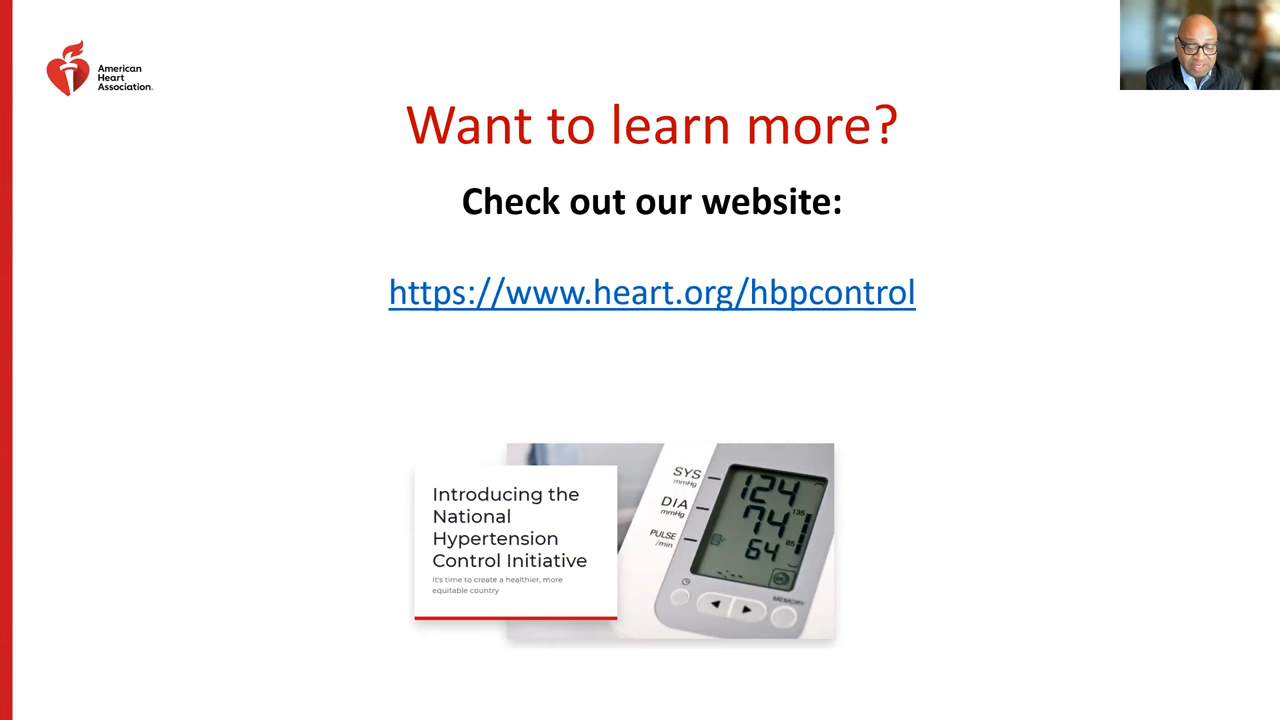 American
Heart
Association.
Want to learn more?
Check out our website:
https://www.heart.org/hbpcontrol
Introducing the
National
Hypertension
Control Initiative
It's time to create a healthier, more
equitable country
SYS
mmHg
DIA
mmHg
PULSE
/min
124
74
64
135
85
MEMORY